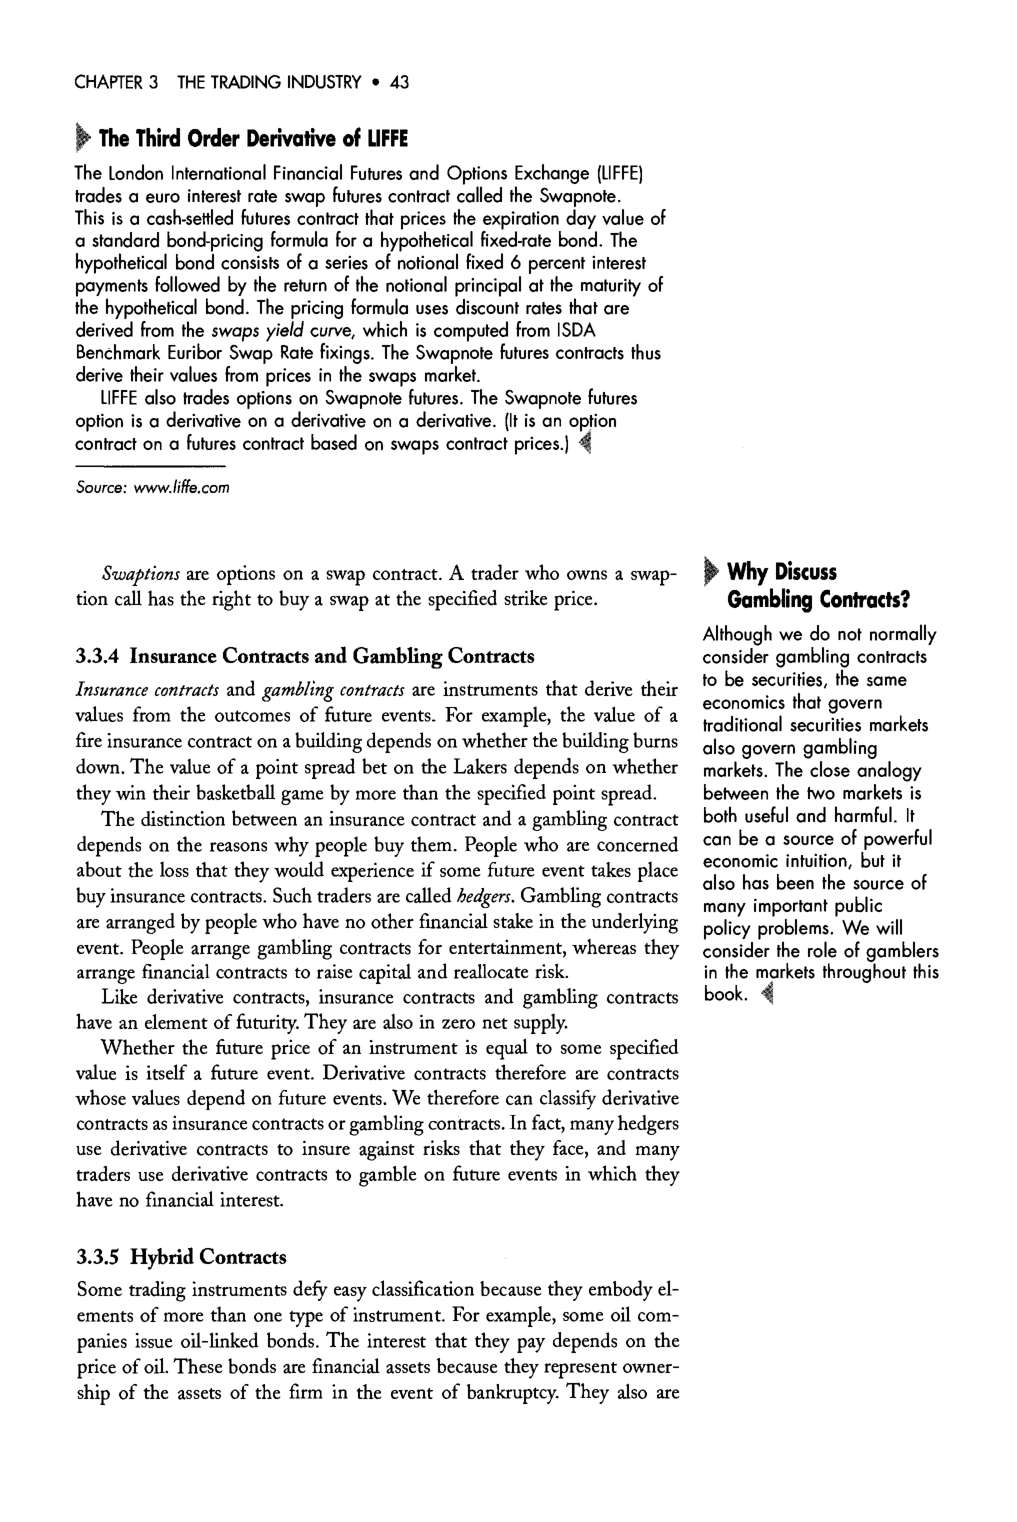 CHAPTER 3 THE TRADING INDUSTRY • 43
The Third Order Derivative of LIFFE
The London International Financial Futures and Options Exchange (LIFFE)
trades a euro interest rate swap futures contract called the Swapnote.
This is a cash-settled futures contract that prices the expiration day value of
a standard bond-pricing formula for a hypothetical fixed-rate bond. The
hypothetical bond consists of a series of notional fixed 6 percent interest
payments followed by the return of the notional principal at the maturity of
the hypothetical bond. The pricing formula uses discount rates that are
derived from the swaps yield curve, which is computed from ISDA
Benchmark Euribor Swap Rate fixings. The Swapnote futures contracts thus
derive their values from prices in the swaps market.
LIFFE also trades options on Swapnote futures. The Swapnote futures
option is a derivative on a derivative on a derivative. (It is an option
contract on a futures contract based on swaps contract prices.)
Source: www.liffe.com
Swaptions are options on a swap contract. A trader who owns a swap-
tion call has the right to buy a swap at the specified strike price.
3.3.4 Insurance Contracts and Gambling Contracts
Insurance contracts and gambling contracts are instruments that derive their
values from the outcomes of future events. For example, the value of a
fire insurance contract on a building depends on whether the building burns
down. The value of a point spread bet on the Lakers depends on whether
they win their basketball game by more than the specified point spread.
The distinction between an insurance contract and a gambling contract
depends on the reasons why people buy them. People who are concerned
about the loss that they would experience if some future event takes place
buy insurance contracts. Such traders are called hedgers. Gambling contracts
are arranged by people who have no other financial stake in the underlying
event. People arrange gambling contracts for entertainment, whereas they
arrange financial contracts to raise capital and reallocate risk.
Like derivative contracts, insurance contracts and gambling contracts
have an element of futurity. They are also in zero net supply.
Whether the future price of an instrument is equal to some specified
value is itself a future event. Derivative contracts therefore are contracts
whose values depend on future events. We therefore can classify derivative
contracts as insurance contracts or gambling contracts. In fact, many hedgers
use derivative contracts to insure against risks that they face, and many
traders use derivative contracts to gamble on future events in which they
have no financial interest.
3.3.5 Hybrid Contracts
Some trading instruments defy easy classification because they embody el-
ements of more than one type of instrument. For example, some oil com-
panies issue oil-linked bonds. The interest that they pay depends on the
price of oil. These bonds are financial assets because they represent owner-
ship of the assets of the firm in the event of bankruptcy. They also are
Why Discuss
Gambling Contracts?
Although we do not normally
consider gambling contracts
to be securities, the same
economics that govern
traditional securities markets
also govern gambling
markets. The close analogy
between the two markets is
both useful and harmful. It
can be a source of powerful
economic intuition, but it
also has been the source of
many important public
policy problems. We will
consider the role of gamblers
in the markets throughout this
book.